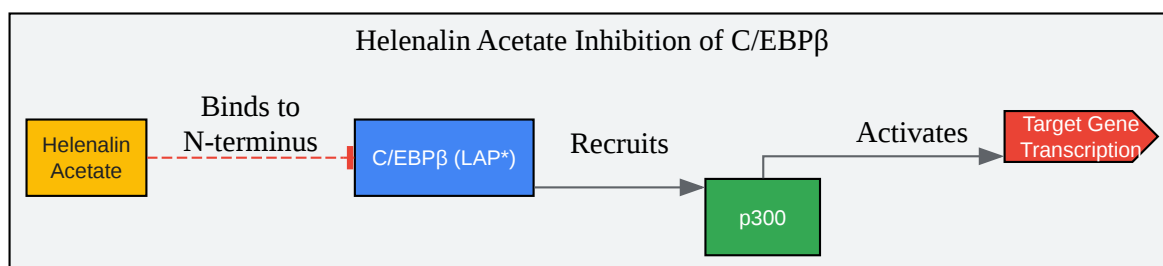 Helenalin Acetate Inhibition of C/EBPβ
Helenalin
Acetate
Binds to
N-terminus
C/EBPβ (LAP*)
Recruits
p300
Activates
Target Gene
Transcription